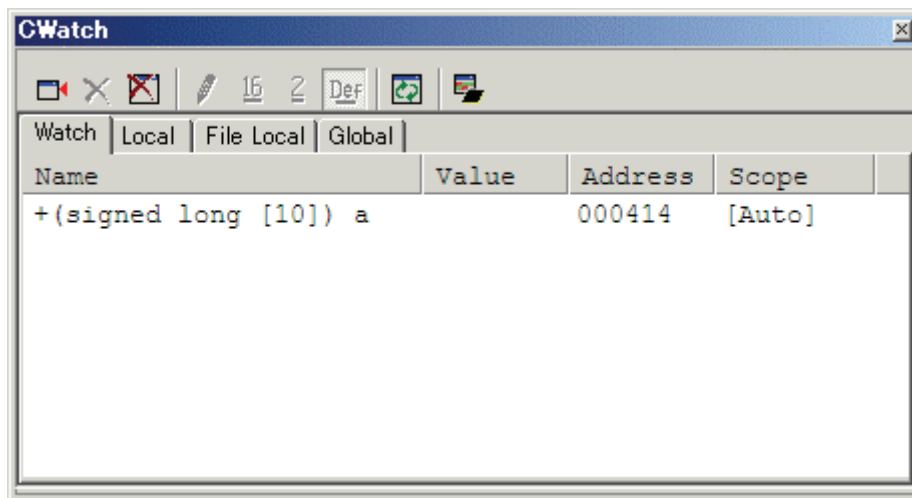 CWatch
16 2 Def
Watch Local File Local Global
Name Value Address Scope
+(signed long [10]) a 000414 [Auto]